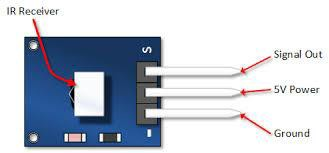 IR Receiver
Signal Out
S
5V Power
–
Ground